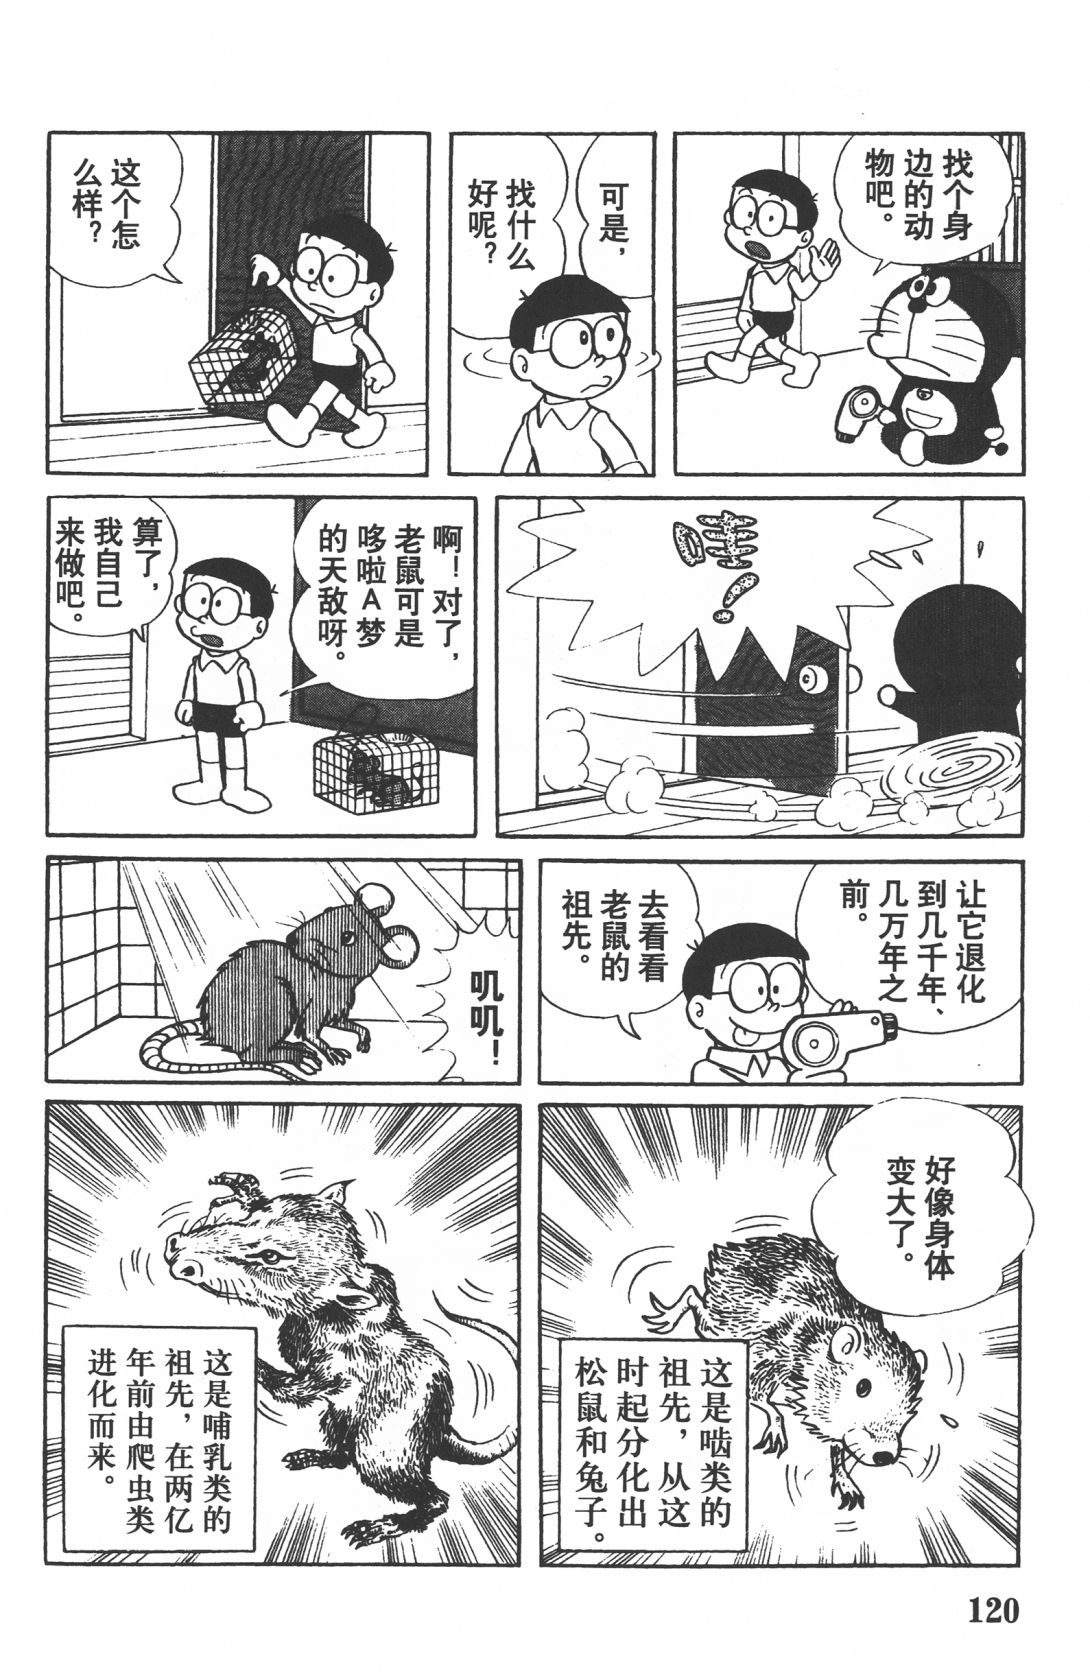 找个身
边的动
物吧。
可是，
找什么
好呢？
这个怎
么样？
哇！
啊！对了，
老鼠可是
哆啦A梦
的天敌呀。
算了，
我自己
来做吧。
让它退化
到几千年、
几万年之
前。
去看看
老鼠的
祖先。
叽叽！
好像身体
变大了。
这是啮类的
祖先，从这
时起分化出
松鼠和兔子。
这是哺乳类的
祖先，在两亿
年前由爬虫类
进化而来。
120